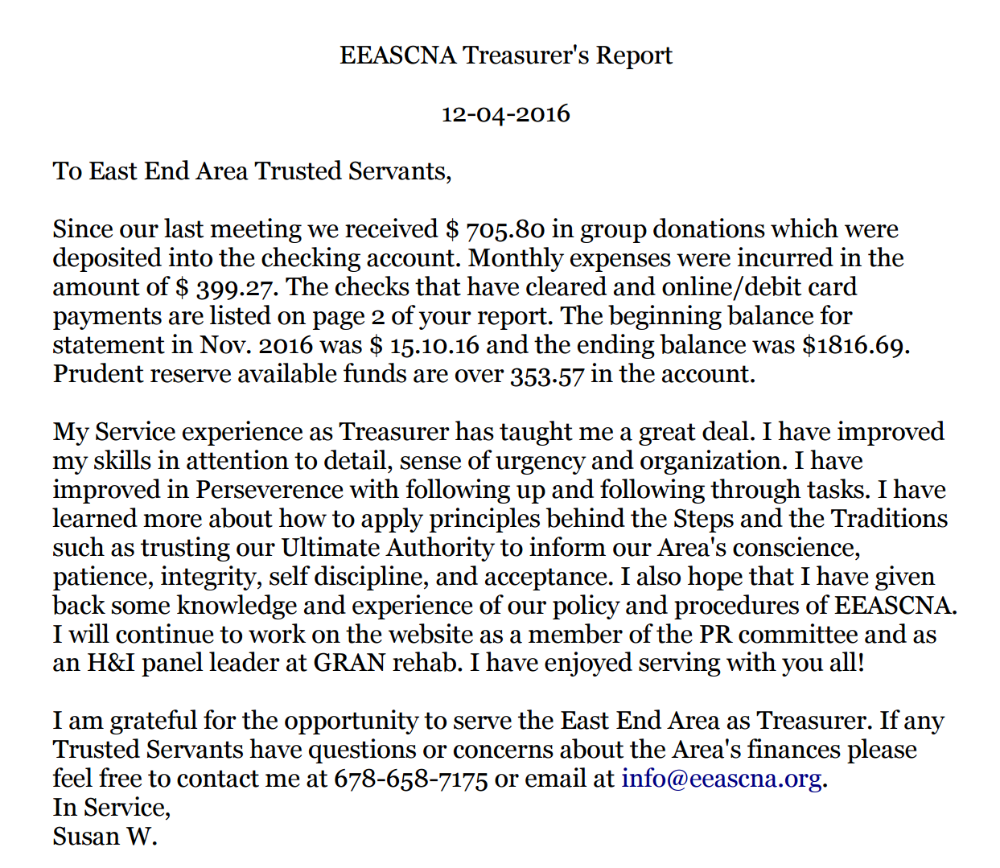 EEASCNA Treasurer's Report
12-04-2016
To East End Area Trusted Servants,
Since our last meeting we received $ 705.80 in group donations which were
deposited into the checking account. Monthly expenses were incurred in the
amount of $ 399.27. The checks that have cleared and online/debit card
payments are listed on page 2 of your report. The beginning balance for
statement in Nov. 2016 was $ 15.10.16 and the ending balance was $1816.69.
Prudent reserve available funds are over 353.57 in the account.
My Service experience as Treasurer has taught me a great deal. I have improved
my skills in attention to detail, sense of urgency and organization. I have
improved in Perseverence with following up and following through tasks. I have
learned more about how to apply principles behind the Steps and the Traditions
such as trusting our Ultimate Authority to inform our Area's conscience,
patience, integrity, self discipline, and acceptance. I also hope that I have given
back some knowledge and experience of our policy and procedures of EEASCNA.
I will continue to work on the website as a member of the PR committee and as
an H&I panel leader at GRAN rehab. I have enjoyed serving with you all!
I am grateful for the opportunity to serve the East End Area as Treasurer. If any
Trusted Servants have questions or concerns about the Area's finances please
feel free to contact me at 678-658-7175 or email at info@eeascna.org.
In Service,
Susan W.